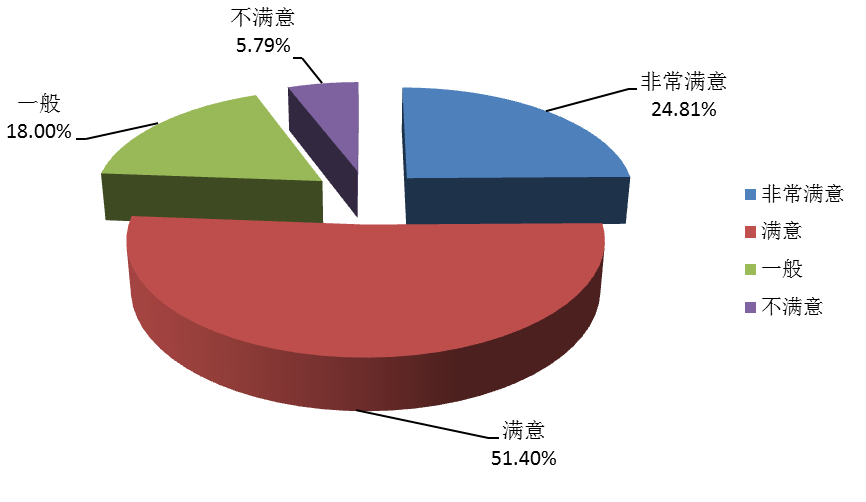 不满意
5.79%
非常满意
24.81%
一般
18.00%
非常满意
满意
一般
不满意
满意
51.40%